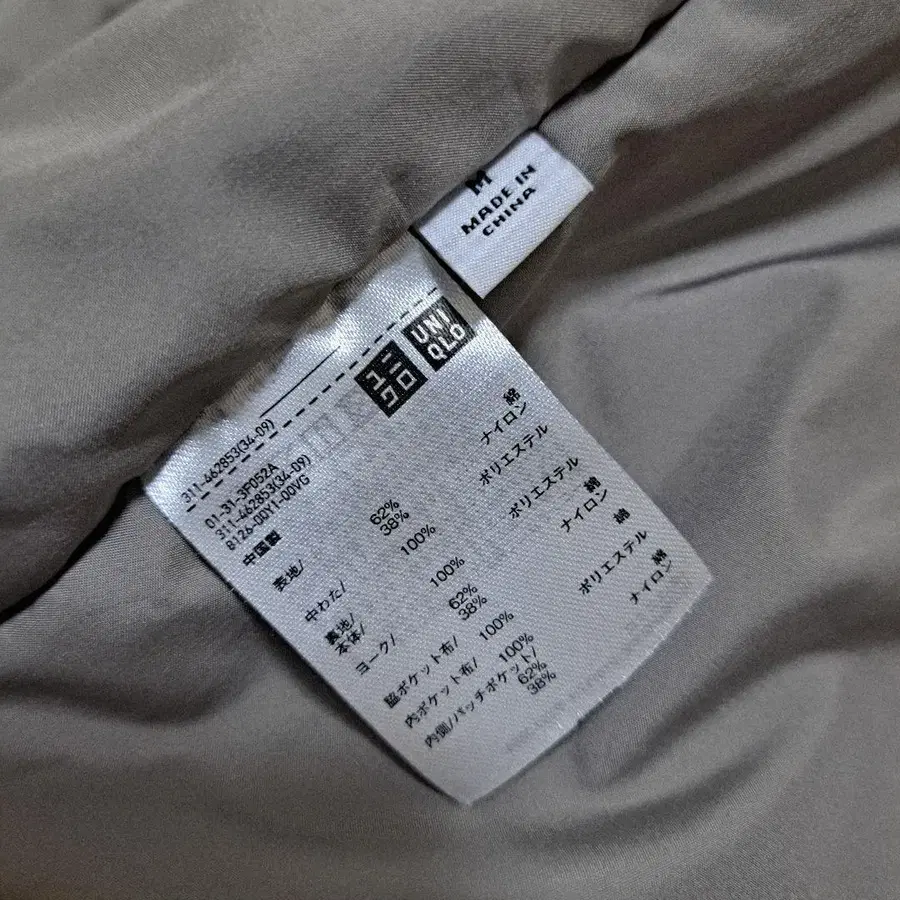 M
MADE IN
CHINA
ユニ
クロ
UNI
QLO
311-462853(34-09)
01-31-3F052A
311-462853(34-09)
8126-00Y1-00VG
中国製
表地/ 62% 綿
38% ナイロン
中わた/ 100% ポリエステル
裏地/
本体/ 100% ポリエステル
ヨーク/ 62% 綿
38% ナイロン
脇ポケット布/ 100% 綿
内ポケット布/ 100% ポリエステル
内側/パッチポケット/
62% 綿
38% ナイロン